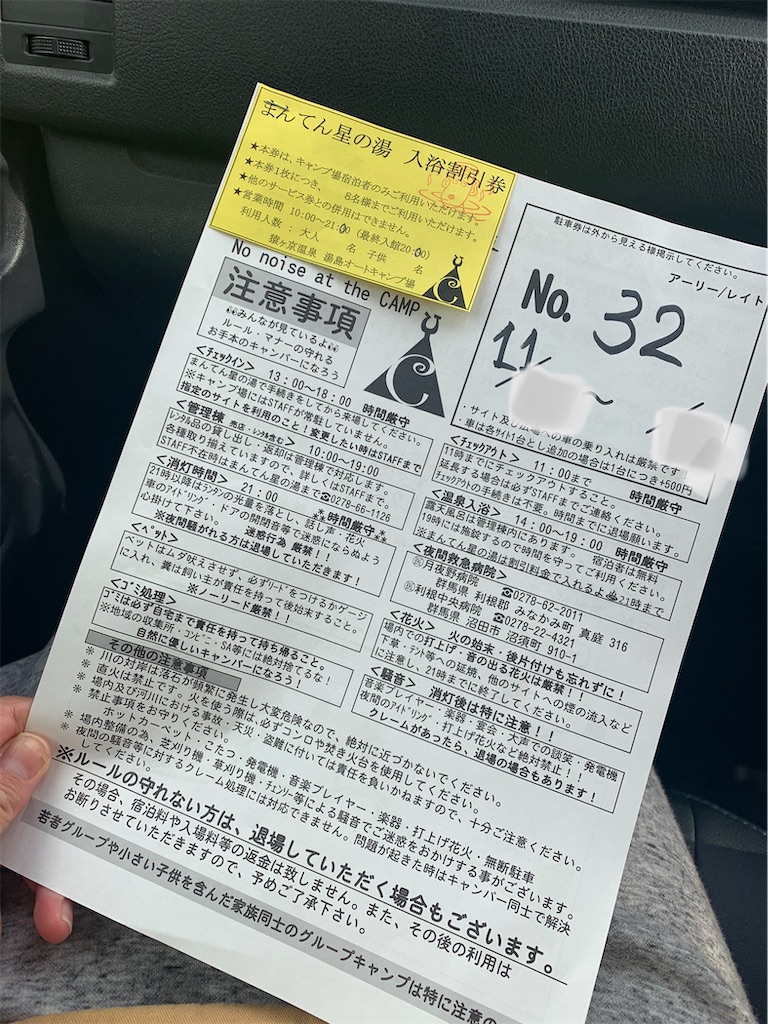 まんてん星の湯 入浴割引券
★本券は、キャンプ場宿泊者のみご利用いただけます。
★本券1枚につき、 8名様までご利用いただけます。
★他のサービス券との併用はできません。
★営業時間 10:00～21:00 (最終入館20:00)
利用人数：大人 名 子供 名
猿ヶ京温泉 湯島オートキャンプ場
駐車券は外から見える様掲示してください。
アーリー/レイト
No. 32
11/ ～ /
・サイト及び広場への車の乗り入れは厳禁です!!
車は各サイト1台とし追加の場合は1台につき+500円
No noise at the CAMP
注意事項
みんなが見ているよ
ルール・マナーの守れる
お手本のキャンパーになろう
<チェックイン> 13:00～18:00 時間厳守
まんてん星の湯で手続きをしてから来場してください。
※キャンプ場にはSTAFFが常駐していません。
指定のサイトを利用のこと!変更したい時はSTAFFまで
<管理棟 売店・レンタル含む> 10:00～19:00
レンタル品の貸し出し・返却は管理棟で対応します。
各種取り揃えていますので、詳しくはSTAFFまで。
STAFF不在時はまんてん星の湯まで☎0278-66-1126
<消灯時間> 21:00 ※※時間厳守※※
21時以降はランタンの光量を落とし、話し声・花火
車のアイドリング・ドアの開閉音等で迷惑にならぬよう
心掛けて下さい。 迷惑行為 厳禁!!
※夜間騒がれる方は退場していただきます!
<ペット>
ペットはムダ吠えさせず、必ずリードをつけるかゲージ
に入れ、糞は飼い主が責任を持って後始末すること。
※ノーリード厳禁!!
<ゴミ処理>
ゴミは必ず自宅まで責任を持って持ち帰ること。
※地域の収集所・コンビニ・SA等には絶対捨てるな!
自然に優しいキャンパーになろう!
<チェックアウト> 11:00まで 時間厳守
11時までにチェックアウトすること。
延長する場合は必ずSTAFFまでご連絡ください。
チェックアウトの手続きは不要。時間までに退場願います。
<温泉入浴> 14:00～19:00 時間厳守
露天風呂は管理棟内にあります。 宿泊者は無料
19時には施錠するので時間を守ってご利用ください。
※まんてん星の湯は割引料金で入れるよ 21時まで
<夜間救急病院>
㊗月夜野病院 ☎0278-62-2011
群馬県 利根郡 みなかみ町 真庭 316
利根中央病院 ☎0278-22-4321
群馬県 沼田市 沼須町 910-1
<花火> 火の始末・後片付けも忘れずに!
場内での打上げ・音の出る花火は厳禁!!
下草・テント等への延焼、他のサイトへの煙の流入など
に注意し、21時までに終了してください。
<騒音> 消灯後は特に注意!!
音楽プレイヤー・楽器・宴会・大声での談笑・発電機
夜間のアイドリング・打上げ花火など絶対禁止!!
クレームがあったら、退場の場合もあります!
その他の注意事項
※ 川の対岸は落石が頻繁に発生し大変危険なので、絶対に近づかないでください。
※ 直火は禁止です。火を使う際は、必ずコンロや焚き火台を使用してください。
※ 場内及び河川における事故・天災・盗難に付いては責任を負いかねますので、十分ご注意ください。
禁止事項をお守りください。
ホットカーペット・こたつ・発電機・音楽プレイヤー・楽器・打上げ花火・無断駐車
※ 場内整備の為、芝刈り機・草刈り機・チェンソー等による騒音でご迷惑をおかけする事がございます。
※ 夜間の騒音等に対するクレーム処理には対応できません。問題が起きた時はキャンパー同士で解決
してください。
※ルールの守れない方は、退場していただく場合もございます。
その場合、宿泊料や入場料等の返金は致しません。また、その後の利用は
お断りさせていただきますので、予めご了承下さい。
若者グループや小さい子供を含んだ家族同士のグループキャンプは特に注意の